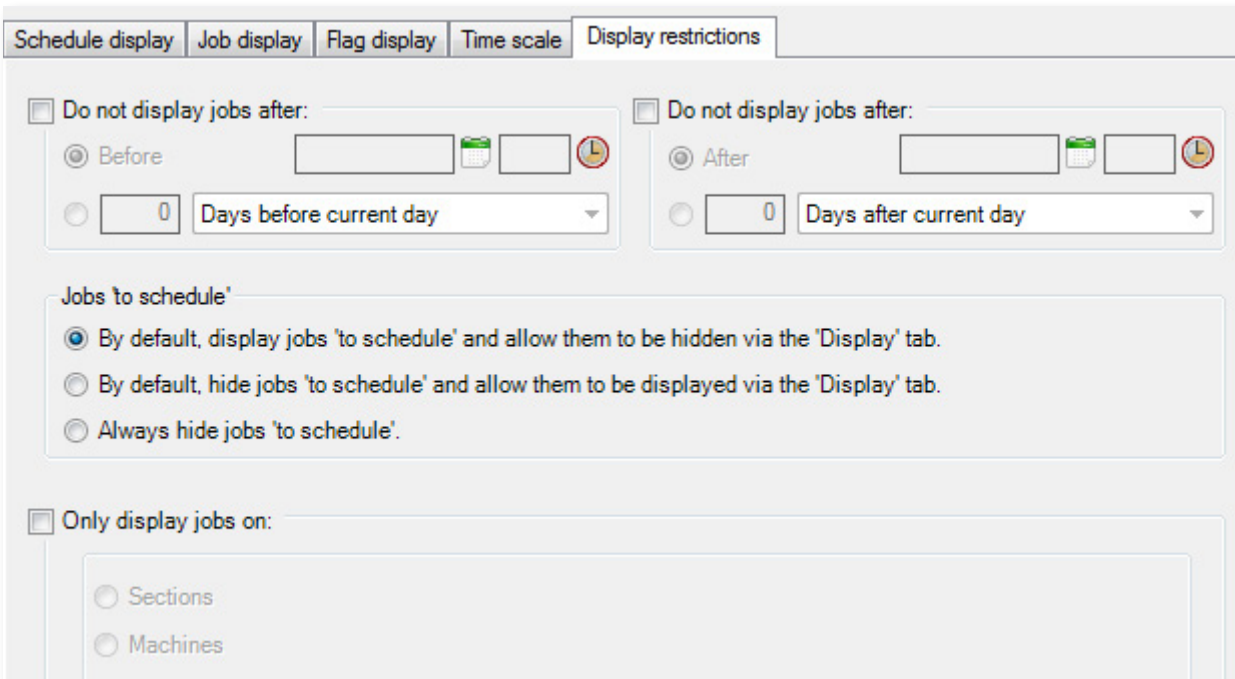 Schedule display Job display Flag display Time scale Display restrictions
Do not display jobs after: Do not display jobs after:
Before After
0 Days before current day 0 Days after current day
Jobs 'to schedule'
By default, display jobs 'to schedule' and allow them to be hidden via the 'Display' tab.
By default, hide jobs 'to schedule' and allow them to be displayed via the 'Display' tab.
Always hide jobs 'to schedule'.
Only display jobs on:
Sections
Machines